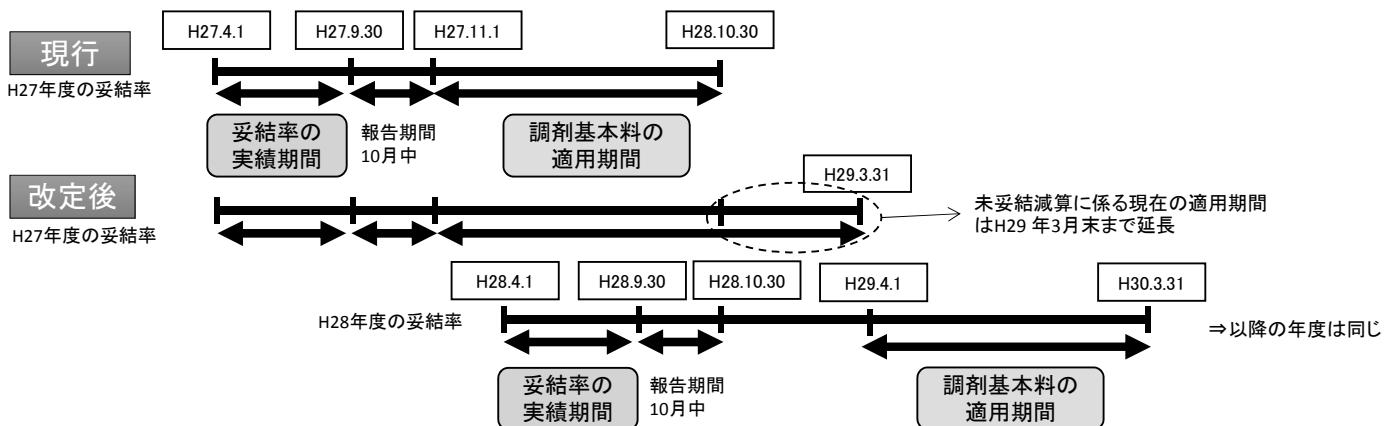 H27.4.1
H27.9.30
H27.11.1
H28.10.30
現行
H27年度の妥結率
妥結率の
実績期間
報告期間
10月中
調剤基本料の
適用期間
改定後
H27年度の妥結率
H29.3.31
未妥結減算に係る現在の適用期間
はH29 年3月末まで延長
H28.4.1
H28.9.30
H28.10.30
H29.4.1
H30.3.31
H28年度の妥結率
⇒以降の年度は同じ
妥結率の
実績期間
報告期間
10月中
調剤基本料の
適用期間